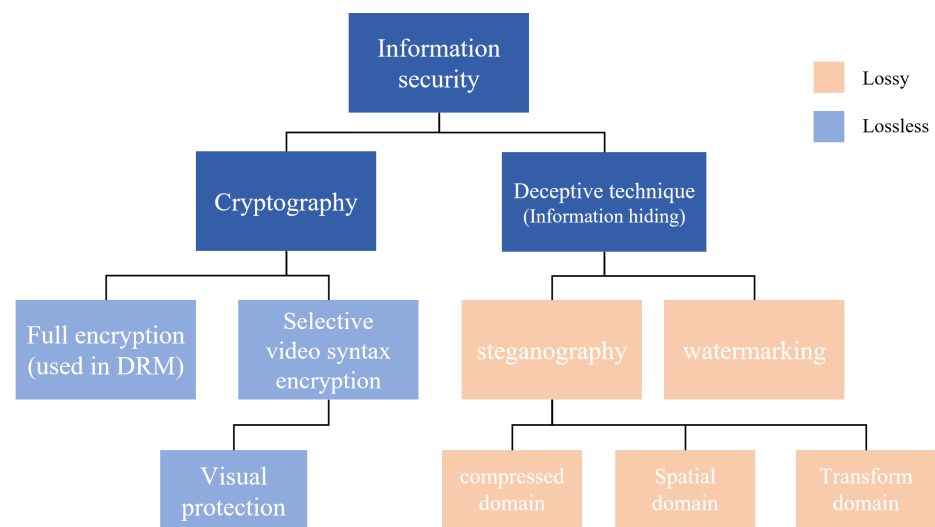 Information
security
Lossy
Lossless
Cryptography
Deceptive technique
(Information hiding)
Full encryption
(used in DRM)
Selective
video syntax
encryption
steganography
watermarking
Visual
protection
compressed
domain
Spatial
domain
Transform
domain